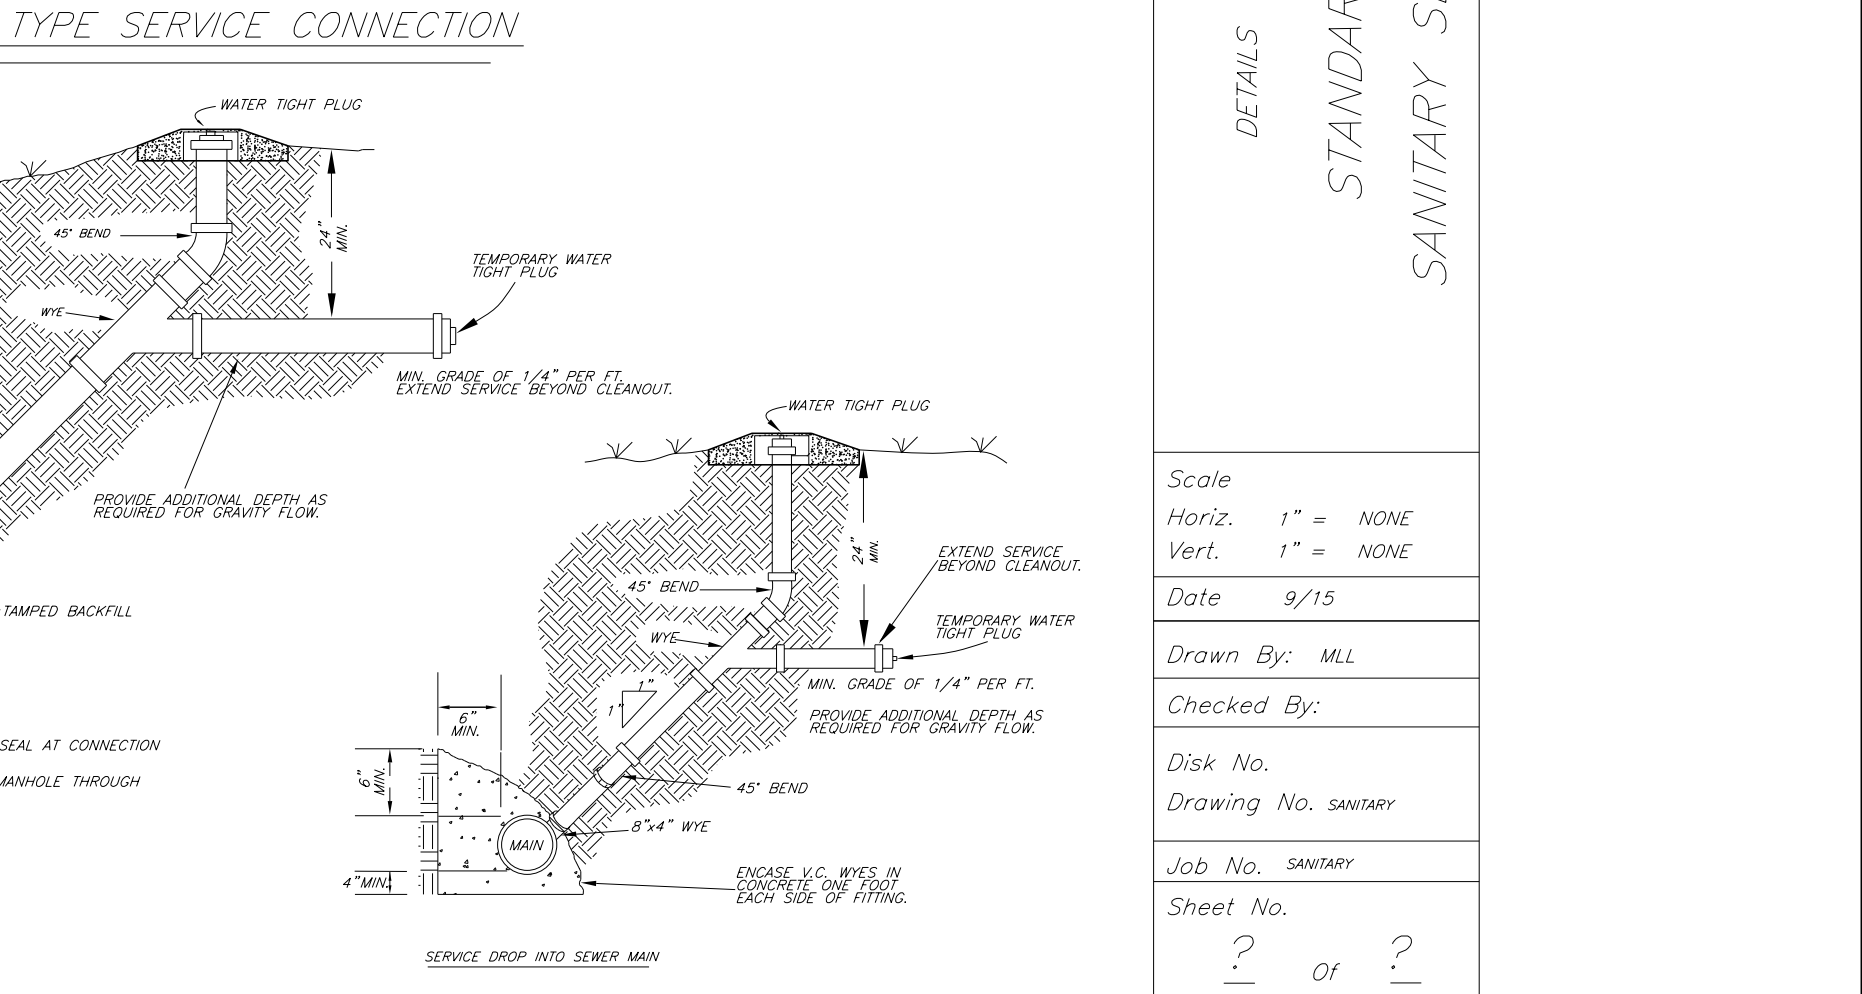 TYPE SERVICE CONNECTION
WATER TIGHT PLUG
45° BEND
24"
MIN.
WYE
TEMPORARY WATER
TIGHT PLUG
MIN. GRADE OF 1/4" PER FT.
EXTEND SERVICE BEYOND CLEANOUT.
PROVIDE ADDITIONAL DEPTH AS
REQUIRED FOR GRAVITY FLOW.
TAMPED BACKFILL
SEAL AT CONNECTION
MANHOLE THROUGH
WATER TIGHT PLUG
24"
MIN.
EXTEND SERVICE
BEYOND CLEANOUT.
45° BEND
TEMPORARY WATER
TIGHT PLUG
WYE
1"
1"
MIN. GRADE OF 1/4" PER FT.
PROVIDE ADDITIONAL DEPTH AS
REQUIRED FOR GRAVITY FLOW.
6"
MIN.
6"
MIN.
45° BEND
8"x4" WYE
MAIN
4"MIN.
ENCASE V.C. WYES IN
CONCRETE ONE FOOT
EACH SIDE OF FITTING.
SERVICE DROP INTO SEWER MAIN
DETAILS
STANDAR
SANITARY S
Scale
Horiz. 1" = NONE
Vert. 1" = NONE
Date 9/15
Drawn By: MLL
Checked By:
Disk No.
Drawing No. SANITARY
Job No. SANITARY
Sheet No.
? Of ?